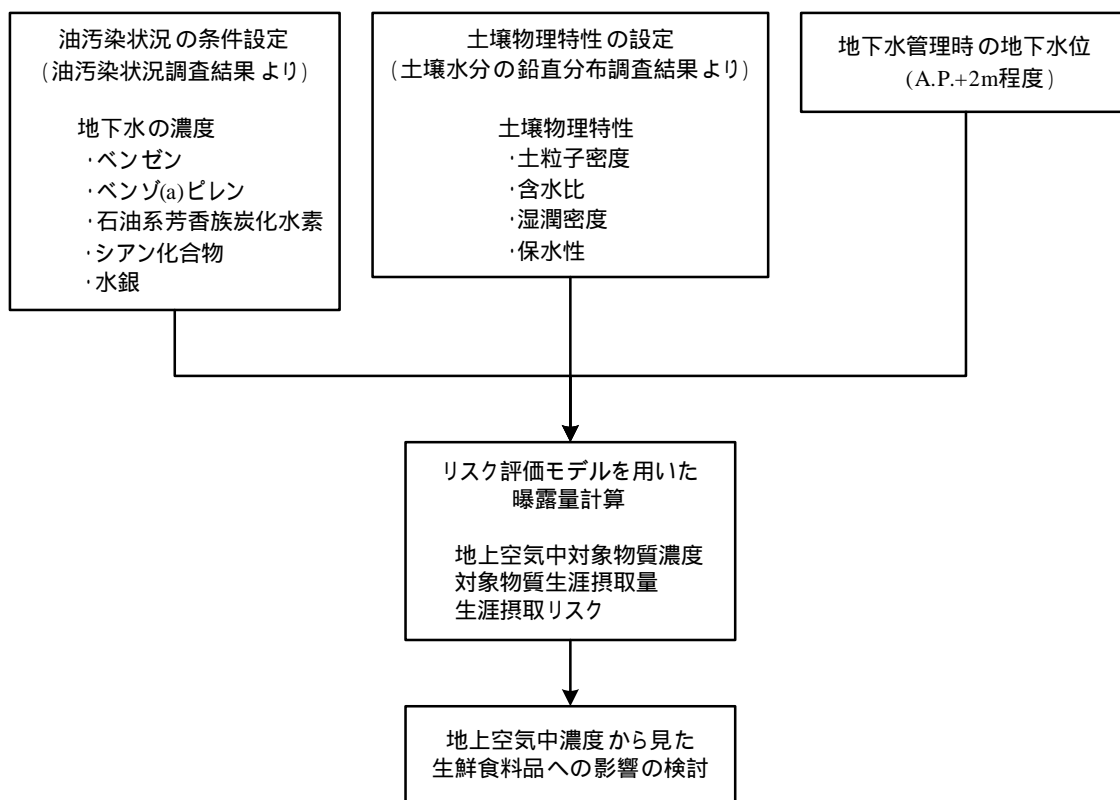 油汚染状況の条件設定
(油汚染状況調査結果より)
地下水の濃度
・ベンゼン
・ベンゾ(a)ピレン
・石油系芳香族炭化水素
・シアン化合物
・水銀
土壌物理特性の設定
(土壌水分の鉛直分布調査結果より)
土壌物理特性
・土粒子密度
・含水比
・湿潤密度
・保水性
地下水管理時の地下水位
(A.P.+2m程度)
リスク評価モデルを用いた
曝露量計算
地上空気中対象物質濃度
対象物質生涯摂取量
生涯摂取リスク
地上空気中濃度から見た
生鮮食料品への影響の検討